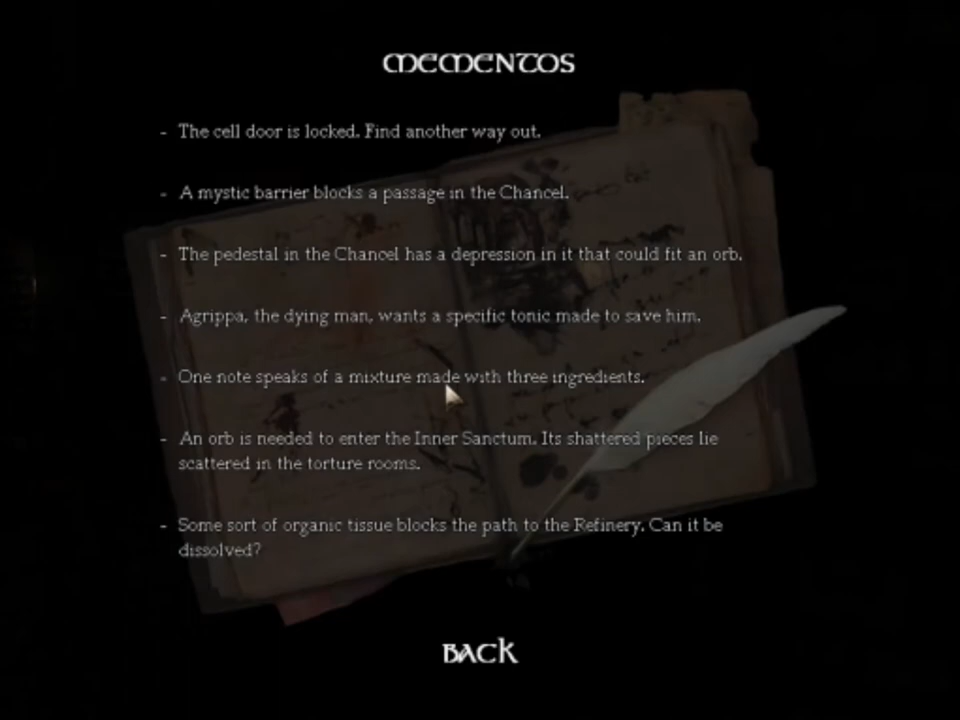 MEMENTOS
- The cell door is locked. Find another way out.
- A mystic barrier blocks a passage in the Chancel.
- The pedestal in the Chancel has a depression in it that could fit an orb.
- Agrippa, the dying man, wants a specific tonic made to save him.
- One note speaks of a mixture made with three ingredients.
- An orb is needed to enter the Inner Sanctum. Its shattered pieces lie
scattered in the torture rooms.
- Some sort of organic tissue blocks the path to the Refinery. Can it be
dissolved?
BACK